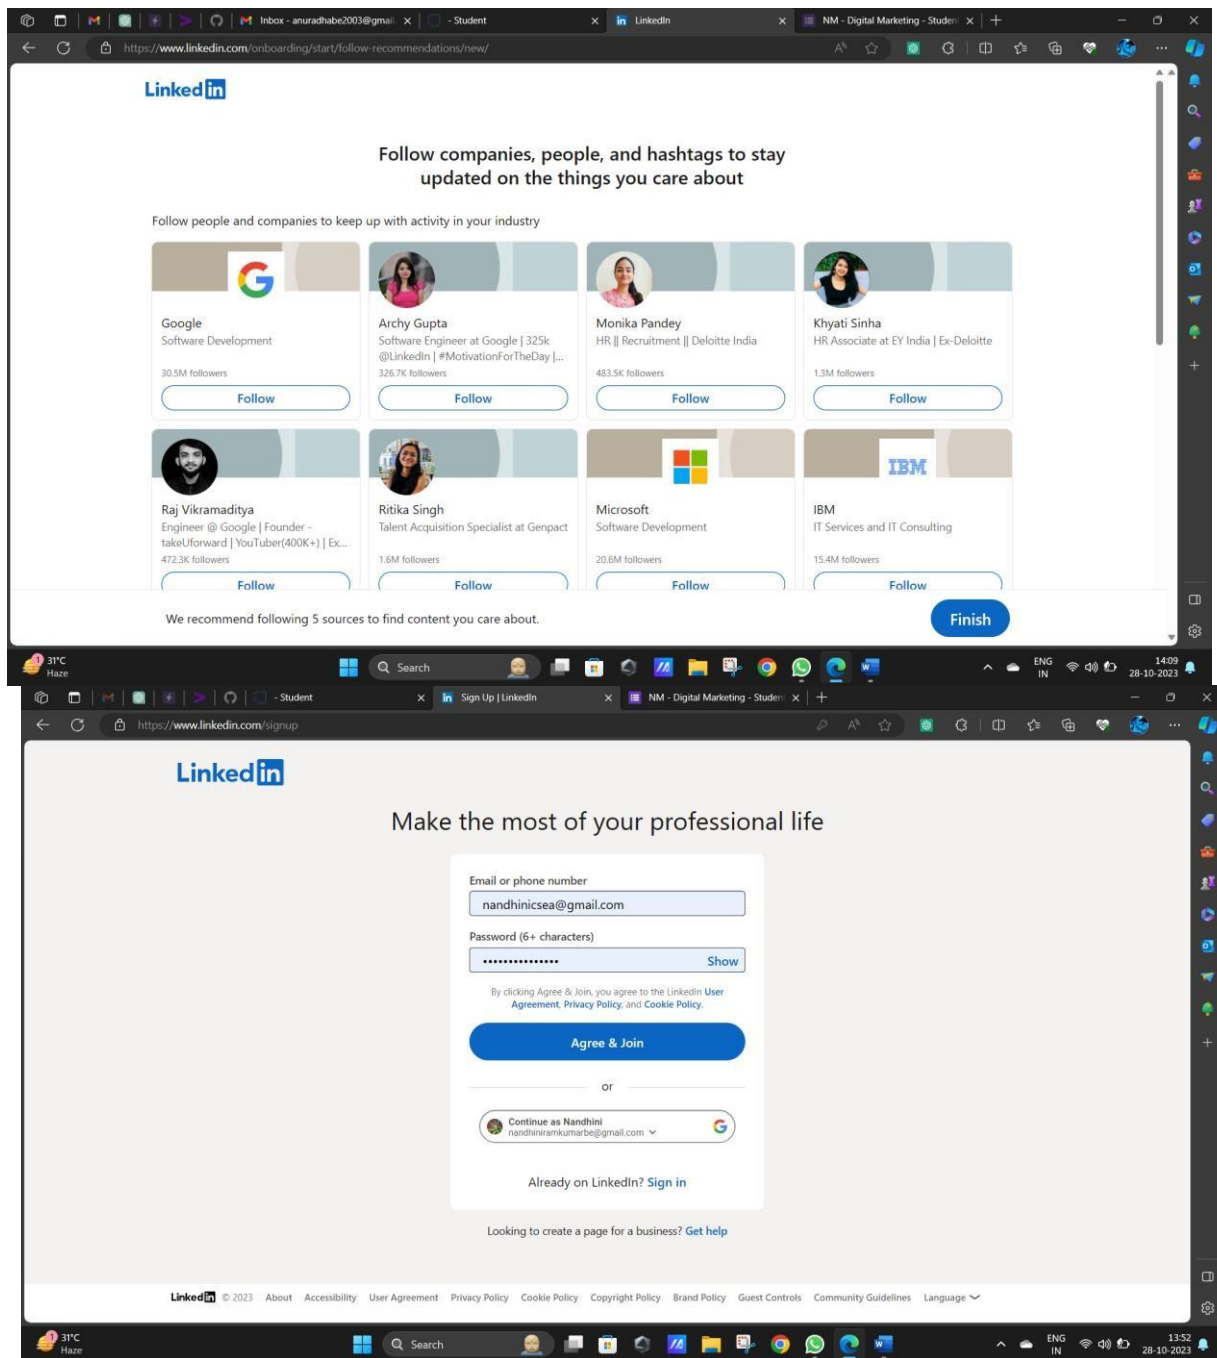 Inbox - anuradhabe2003@gmail
- Student
LinkedIn
NM - Digital Marketing - Studen
https://www.linkedin.com/onboarding/start/follow-recommendations/new/
Linked in
Follow companies, people, and hashtags to stay
updated on the things you care about
Follow people and companies to keep up with activity in your industry
Google
Software Development
30.5M followers
Follow
Archy Gupta
Software Engineer at Google | 325k
@LinkedIn | #MotivationForTheDay |...
326.7K followers
Follow
Monika Pandey
HR || Recruitment || Deloitte India
483.5K followers
Follow
Khyati Sinha
HR Associate at EY India | Ex-Deloitte
1.3M followers
Follow
Raj Vikramaditya
Engineer @ Google | Founder -
takeUforward | YouTuber(400K+) | Ex...
472.3K followers
Follow
Ritika Singh
Talent Acquisition Specialist at Genpact
1.6M followers
Follow
Microsoft
Software Development
20.6M followers
Follow
IBM
IBM
IT Services and IT Consulting
15.4M followers
Follow
We recommend following 5 sources to find content you care about.
Finish
1
31°C
Haze
Search
ENG
IN
14:09
28-10-2023
- Student
Sign Up | LinkedIn
NM - Digital Marketing - Studen
https://www.linkedin.com/signup
Linked in
Make the most of your professional life
Email or phone number
nandhinicsea@gmail.com
Password (6+ characters)
•••••••••••••••
Show
By clicking Agree & Join, you agree to the LinkedIn User
Agreement, Privacy Policy, and Cookie Policy.
Agree & Join
or
Continue as Nandhini
nandhiniramkumarbe@gmail.com
Already on LinkedIn? Sign in
Looking to create a page for a business? Get help
Linked in © 2023 About Accessibility User Agreement Privacy Policy Cookie Policy Copyright Policy Brand Policy Guest Controls Community Guidelines Language
31°C
Haze
Search
ENG
IN
13:52
28-10-2023